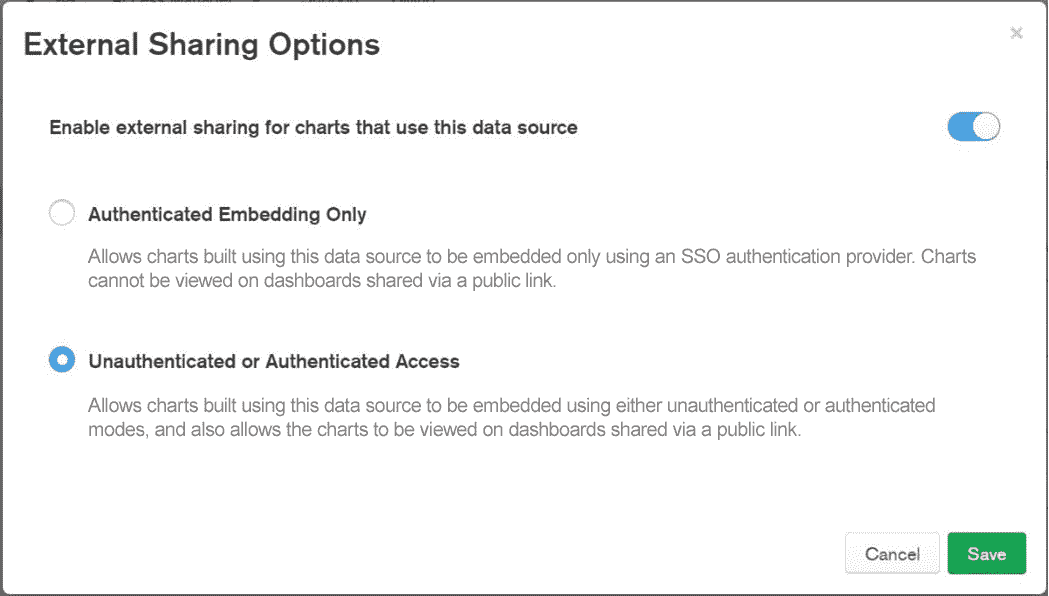 External Sharing Options
Enable external sharing for charts that use this data source
Authenticated Embedding Only
Allows charts built using this data source to be embedded only using an SSO authentication provider. Charts
cannot be viewed on dashboards shared via a public link.
Unauthenticated or Authenticated Access
Allows charts built using this data source to be embedded using either unauthenticated or authenticated
modes, and also allows the charts to be viewed on dashboards shared via a public link.
Cancel Save